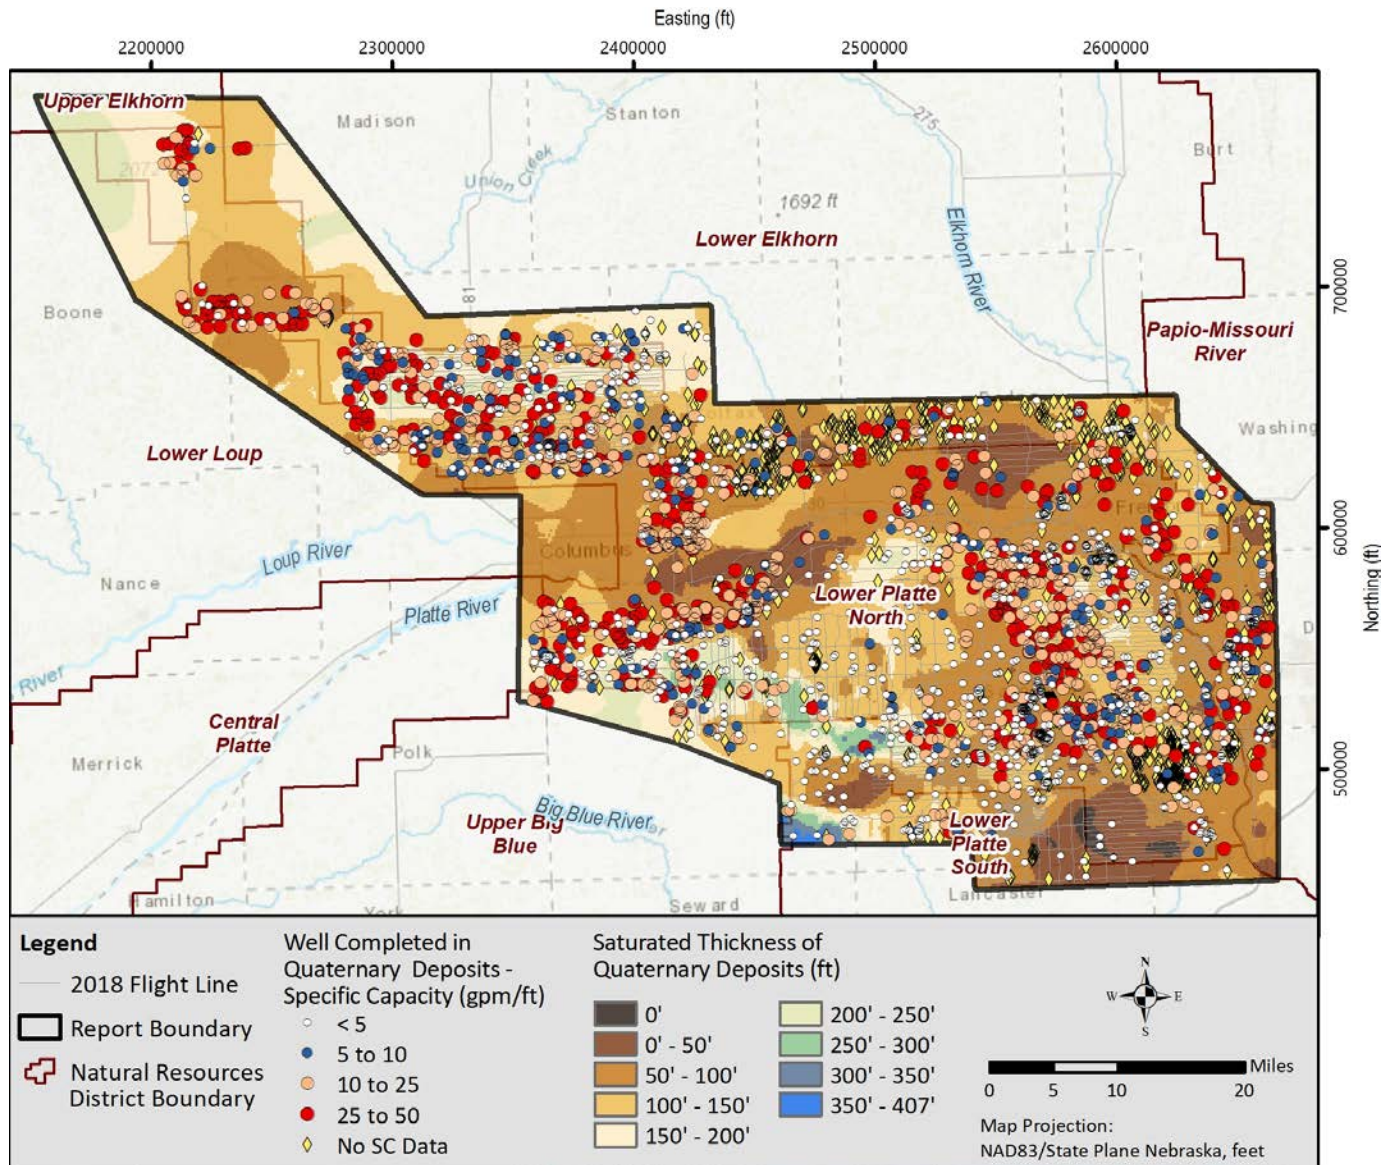 Easting (ft)
2200000
2300000
2400000
2500000
2600000
Upper Elkhorn
Madison
Stanton
275
Burt
2072
Union Creek
1692 ft
Elkhorn River
Lower Elkhorn
700000
81
Boone
Papio-Missouri
River
Washing
Lower Loup
30
600000
Columbus
Loup River
Nance
Platte River
Lower Platte
North
Northing (ft)
D
River
Central
Platte
Polk
Merrick
500000
Big Blue River
Upper Big
Blue
Lower
Platte
South
Hamilton
York
Seward
Lancaster
Legend
2018 Flight Line
Report Boundary
Natural Resources
District Boundary
Well Completed in
Quaternary Deposits -
Specific Capacity (gpm/ft)
< 5
5 to 10
10 to 25
25 to 50
No SC Data
Saturated Thickness of
Quaternary Deposits (ft)
0'
0' - 50'
50' - 100'
100' - 150'
150' - 200'
200' - 250'
250' - 300'
300' - 350'
350' - 407'
N
W E
S
Miles
0 5 10 20
Map Projection:
NAD83/State Plane Nebraska, feet